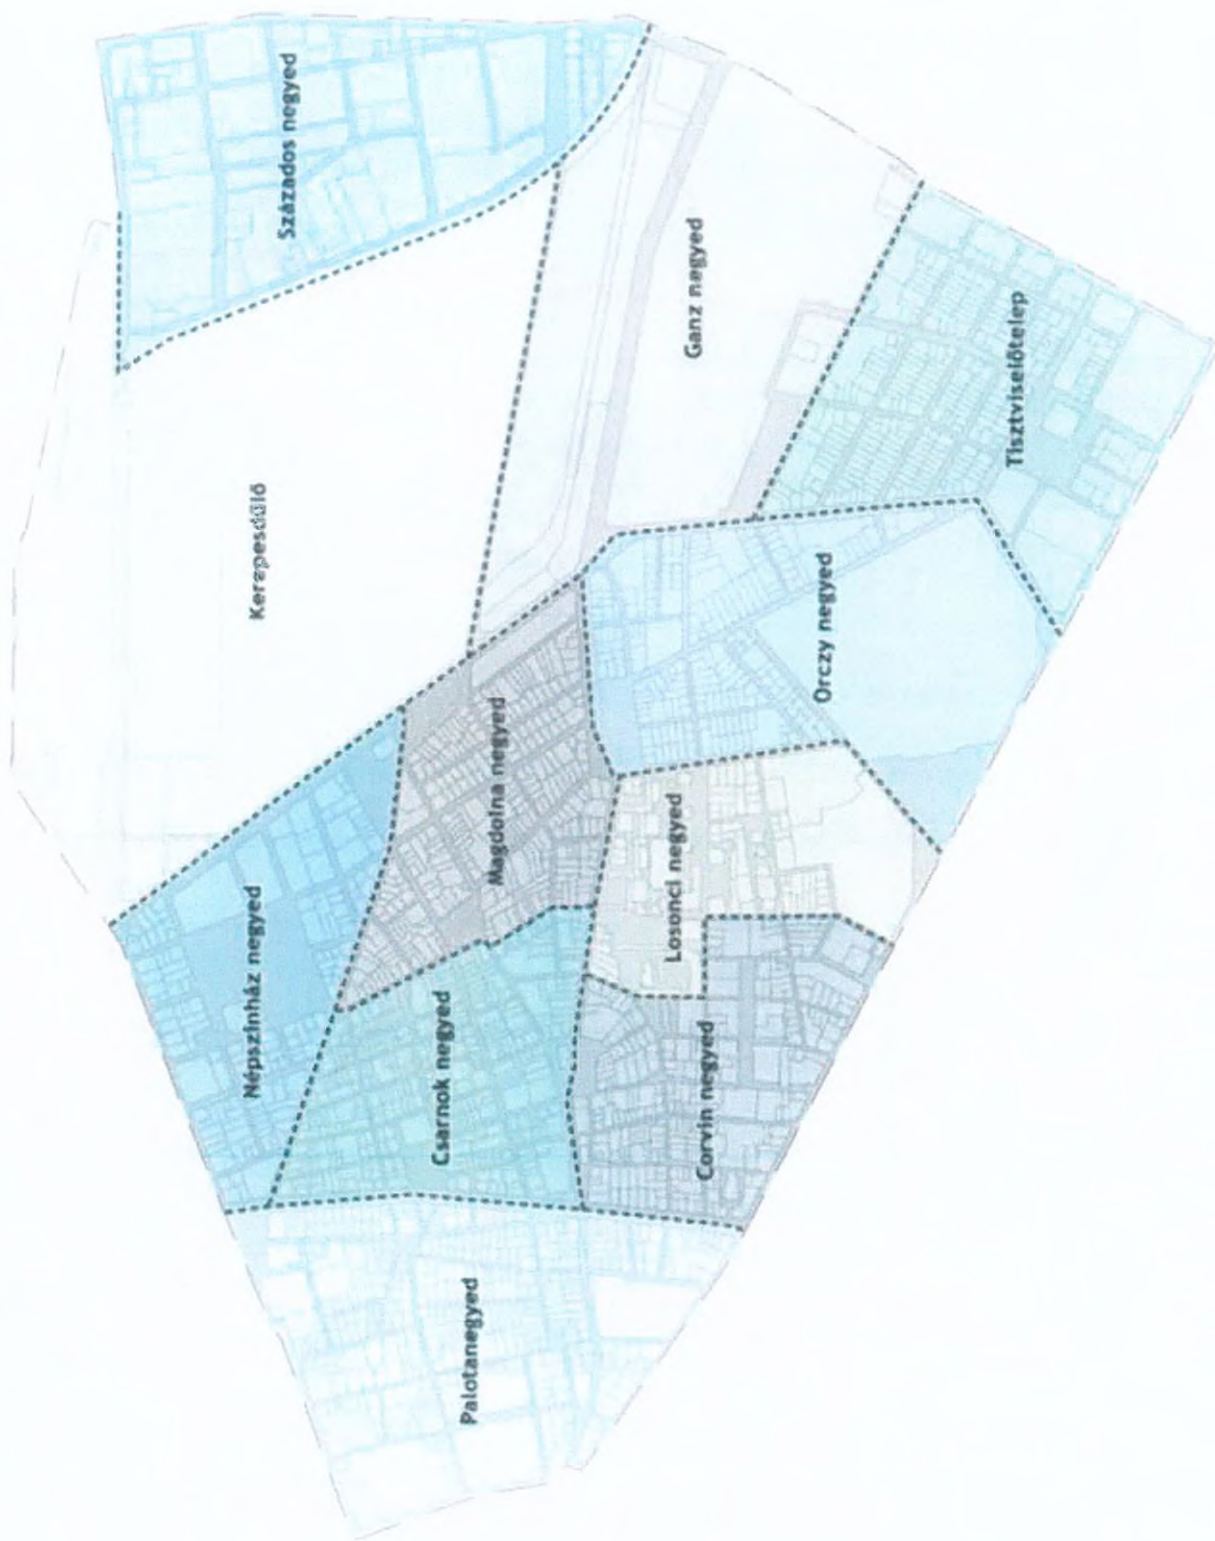 Százados negyed
Kerepesdűlő
Ganz negyed
Tisztviselőtelep
Népszínház negyed
Magdolna negyed
Orczy negyed
Csarnok negyed
Losonci negyed
Corvin negyed
Palotanegyed